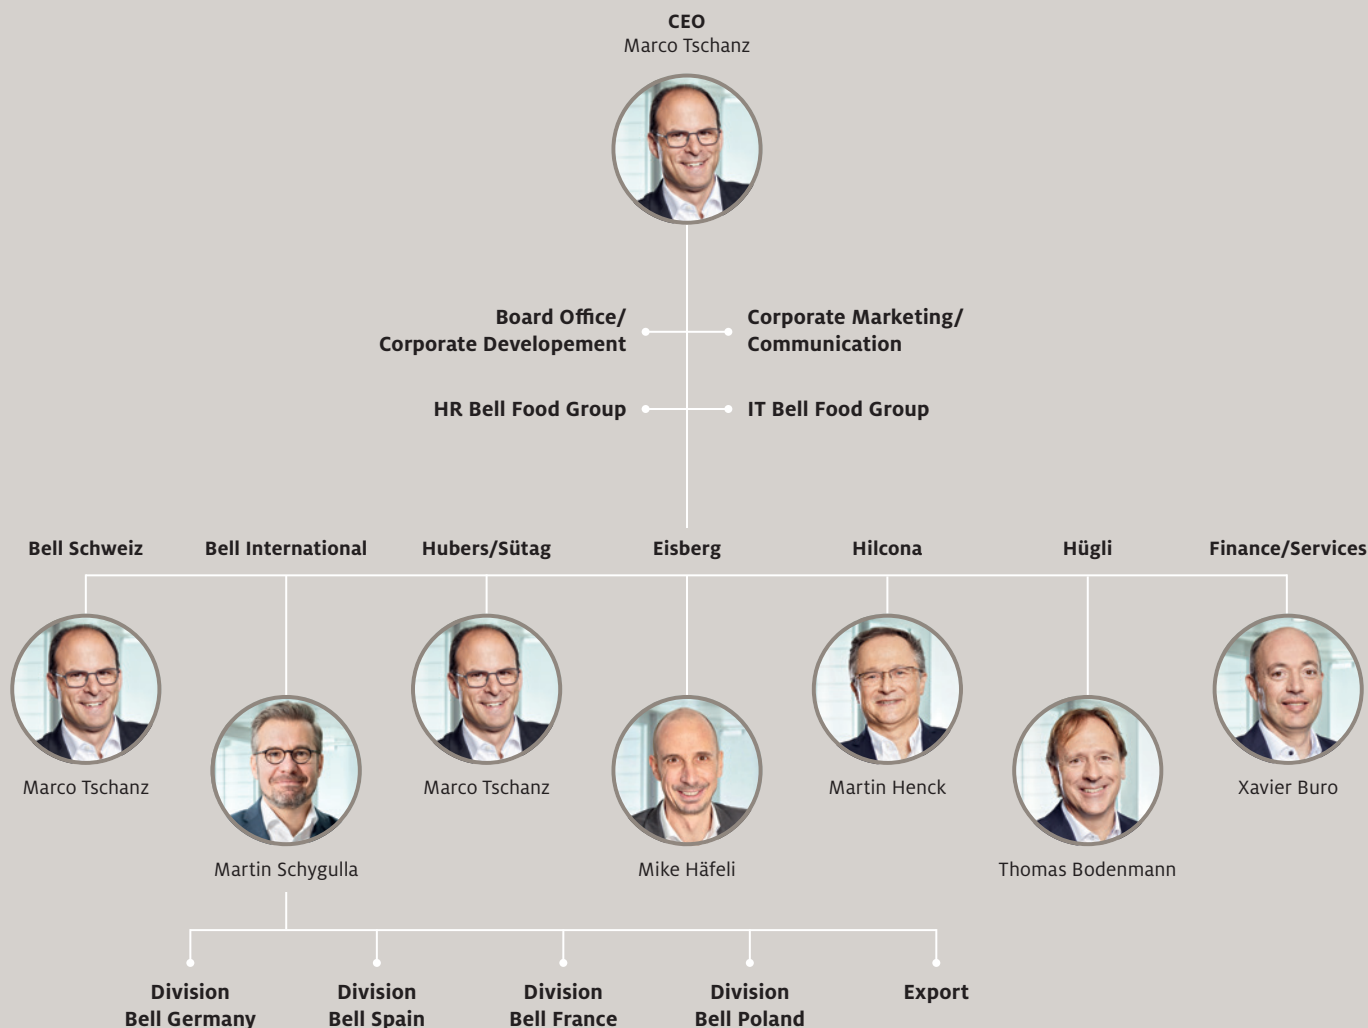 CEO
Marco Tschanz
Board Office/
Corporate Developement
Corporate Marketing/
Communication
HR Bell Food Group
IT Bell Food Group
Bell Schweiz
Bell International
Hubers/Sütag
Eisberg
Hilcona
Hügli
Finance/Services
Marco Tschanz
Marco Tschanz
Martin Henck
Xavier Buro
Martin Schygulla
Mike Häfeli
Thomas Bodenmann
Division
Bell Germany
Division
Bell Spain
Division
Bell France
Division
Bell Poland
Export